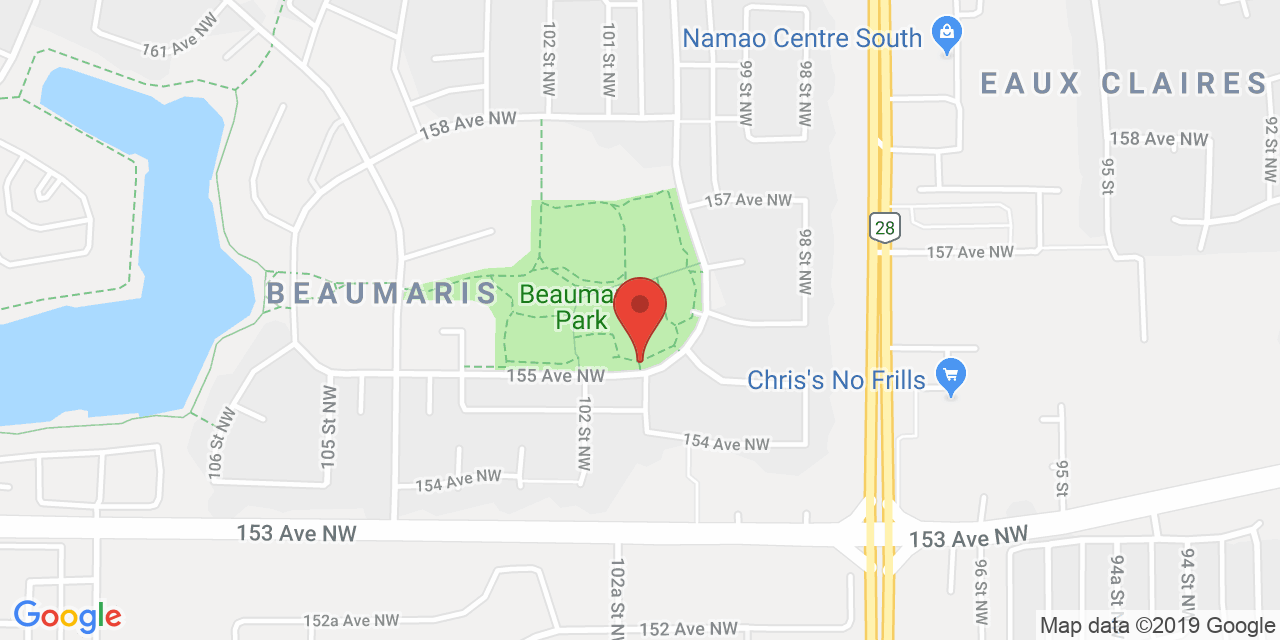 161 Ave NW
102 St NW
101 St NW
Namao Centre South
99 St NW
98 St NW
EAUX CLAIRES
92 St NW
158 Ave NW
158 Ave NW
95 St
157 Ave NW
28
98 St NW
157 Ave NW
BEAUMARIS
Beaumar
Park
155 Ave NW
Chris's No Frills
106 St NW
105 St NW
102 St NW
154 Ave NW
154 Ave NW
95 St
153 Ave NW
153 Ave NW
102a St NW
96 St NW
94a St NW
94 St NW
Google
152a Ave NW
152 Ave NW
Map data ©2019 Google